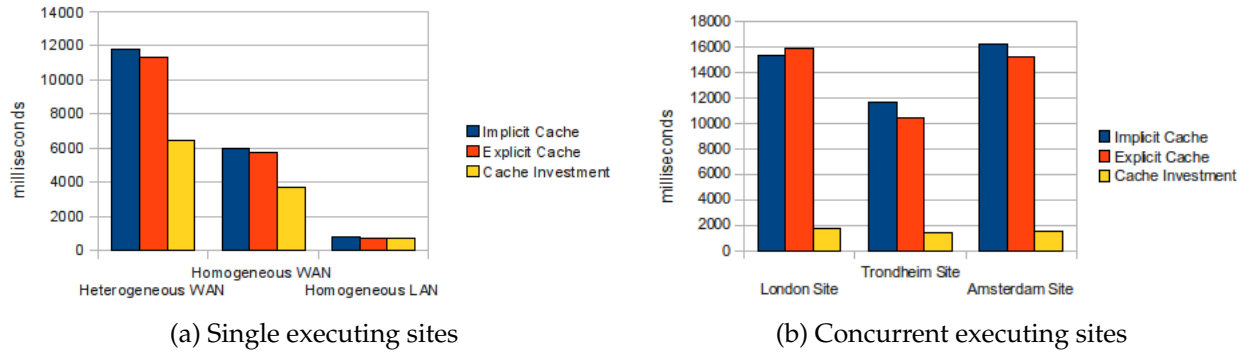 14000
12000
10000
8000
6000
4000
2000
0
milliseconds
Homogeneous WAN
Heterogeneous WAN Homogeneous LAN
Implicit Cache
Explicit Cache
Cache Investment
(a) Single executing sites
18000
16000
14000
12000
10000
8000
6000
4000
2000
0
milliseconds
Trondheim Site
London Site Amsterdam Site
Implicit Cache
Explicit Cache
Cache Investment
(b) Concurrent executing sites